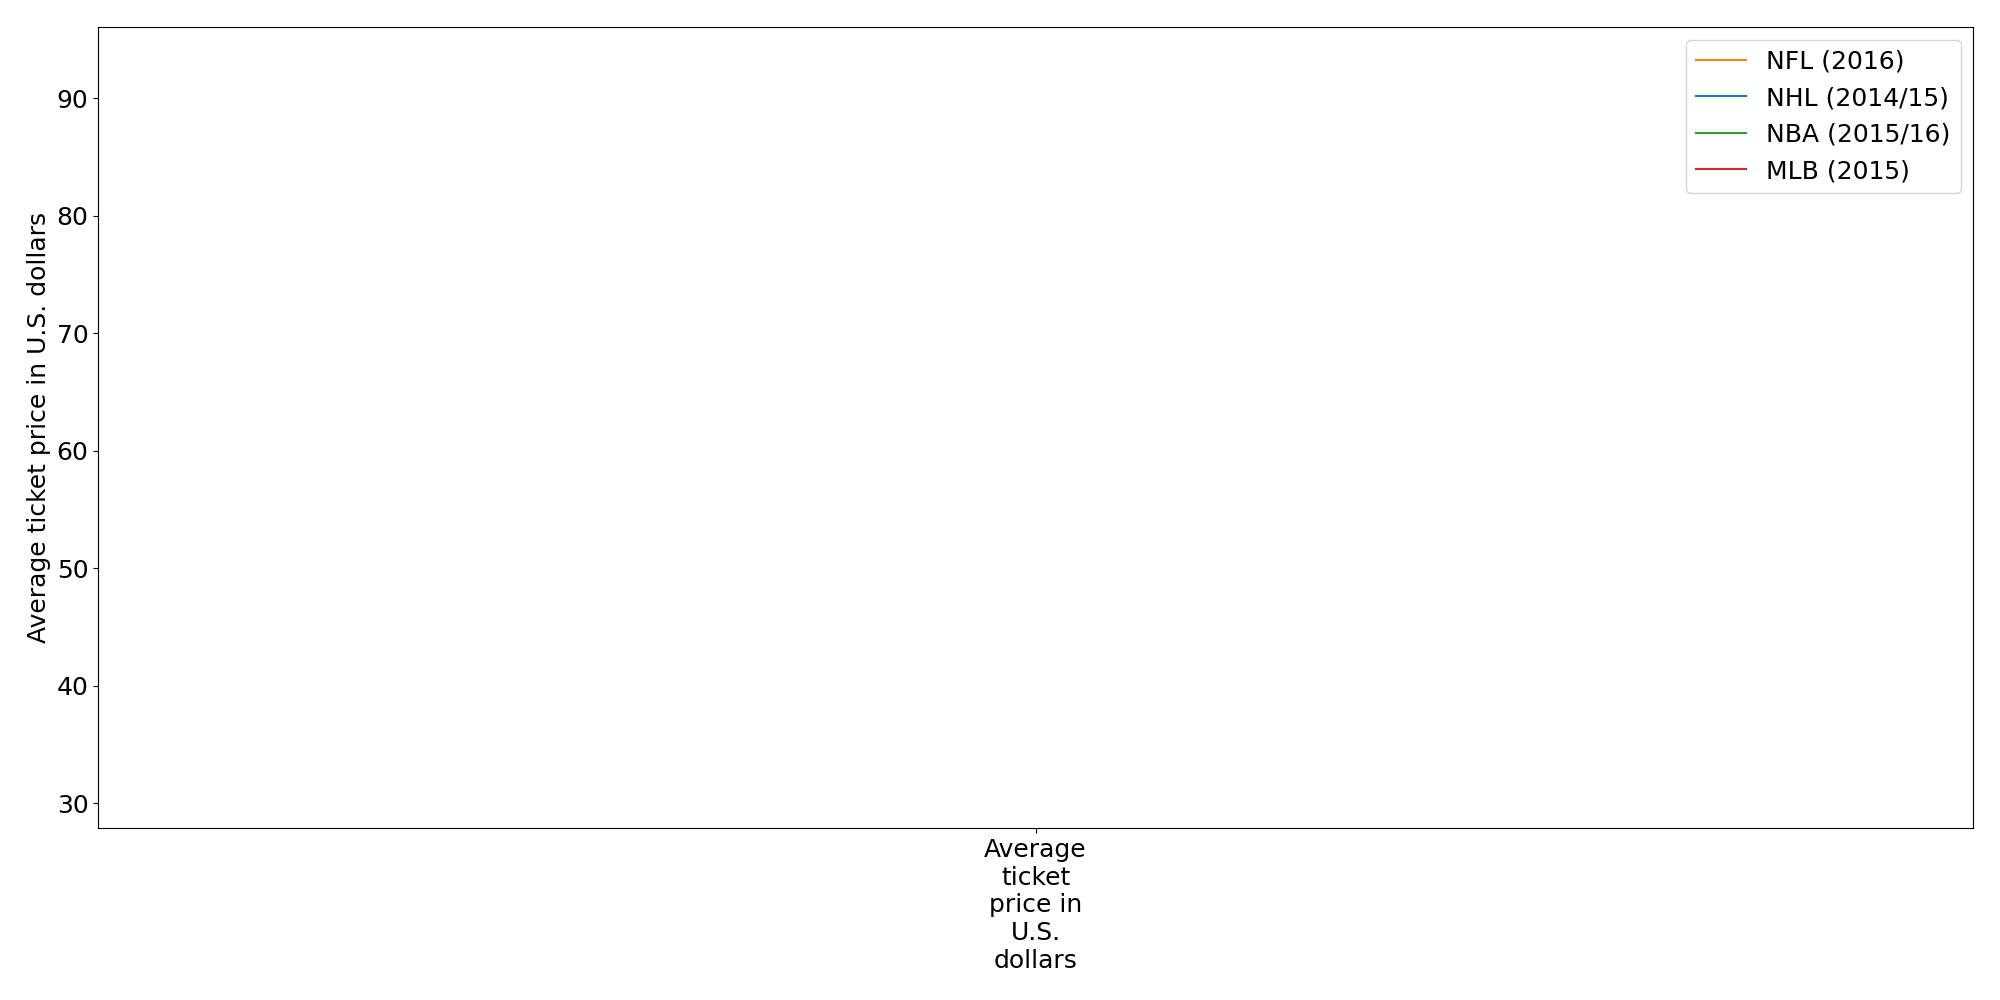 Average ticket price in U.S. dollars
90
80
70
60
50
40
30
NFL (2016)
NHL (2014/15)
NBA (2015/16)
MLB (2015)
Average
ticket
price in
U.S.
dollars